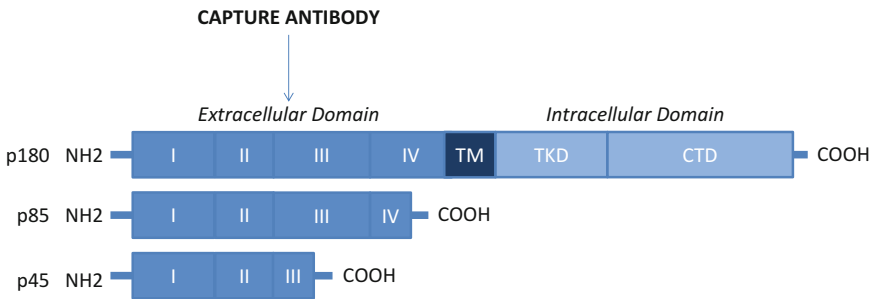 CAPTURE ANTIBODY
Extracellular Domain Intracellular Domain
p180 NH2 I II III IV TM TKD CTD COOH
p85 NH2 I II III IV COOH
p45 NH2 I II III COOH